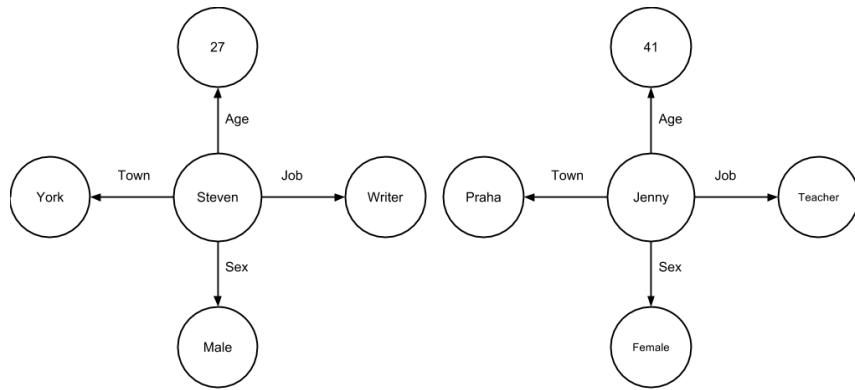 27
41
Age
Age
Town
Job
Town
Job
York
Steven
Writer
Praha
Jenny
Teacher
Sex
Sex
Male
Female